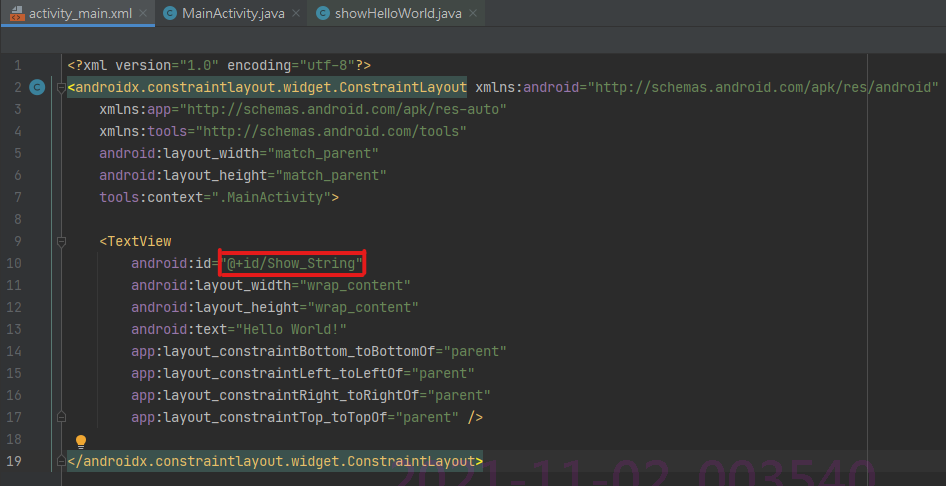 activity_main.xml MainActivity.java showHelloWorld.java
1 <?xml version="1.0" encoding="utf-8"?>
2 <androidx.constraintlayout.widget.ConstraintLayout xmlns:android="http://schemas.android.com/apk/res/android"
3 xmlns:app="http://schemas.android.com/apk/res-auto"
4 xmlns:tools="http://schemas.android.com/tools"
5 android:layout_width="match_parent"
6 android:layout_height="match_parent"
7 tools:context=".MainActivity">
8
9 <TextView
10 android:id="@+id/Show_String"
11 android:layout_width="wrap_content"
12 android:layout_height="wrap_content"
13 android:text="Hello World!"
14 app:layout_constraintBottom_toBottomOf="parent"
15 app:layout_constraintLeft_toLeftOf="parent"
16 app:layout_constraintRight_toRightOf="parent"
17 app:layout_constraintTop_toTopOf="parent" />
18
19 </androidx.constraintlayout.widget.ConstraintLayout>
2021-11-02 003540